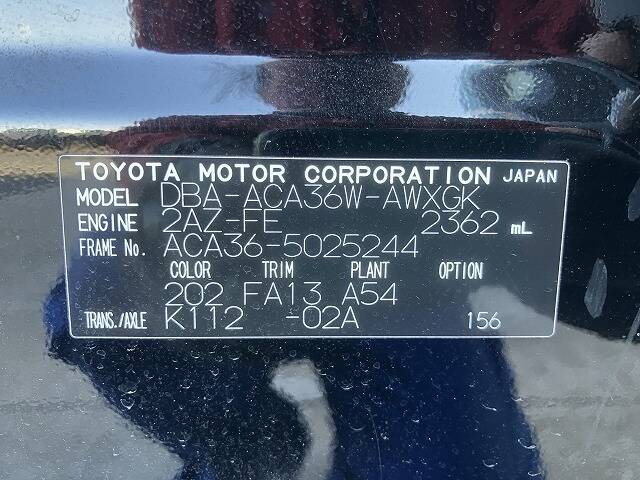 TOYOTA MOTOR CORPORATION JAPAN
MODEL DBA-ACA36W-AWXGK
ENGINE 2AZ-FE 2362 mL
FRAME No. ACA36-5025244
COLOR TRIM PLANT OPTION
202 FA13 A54
TRANS./AXLE K112 -02A 156